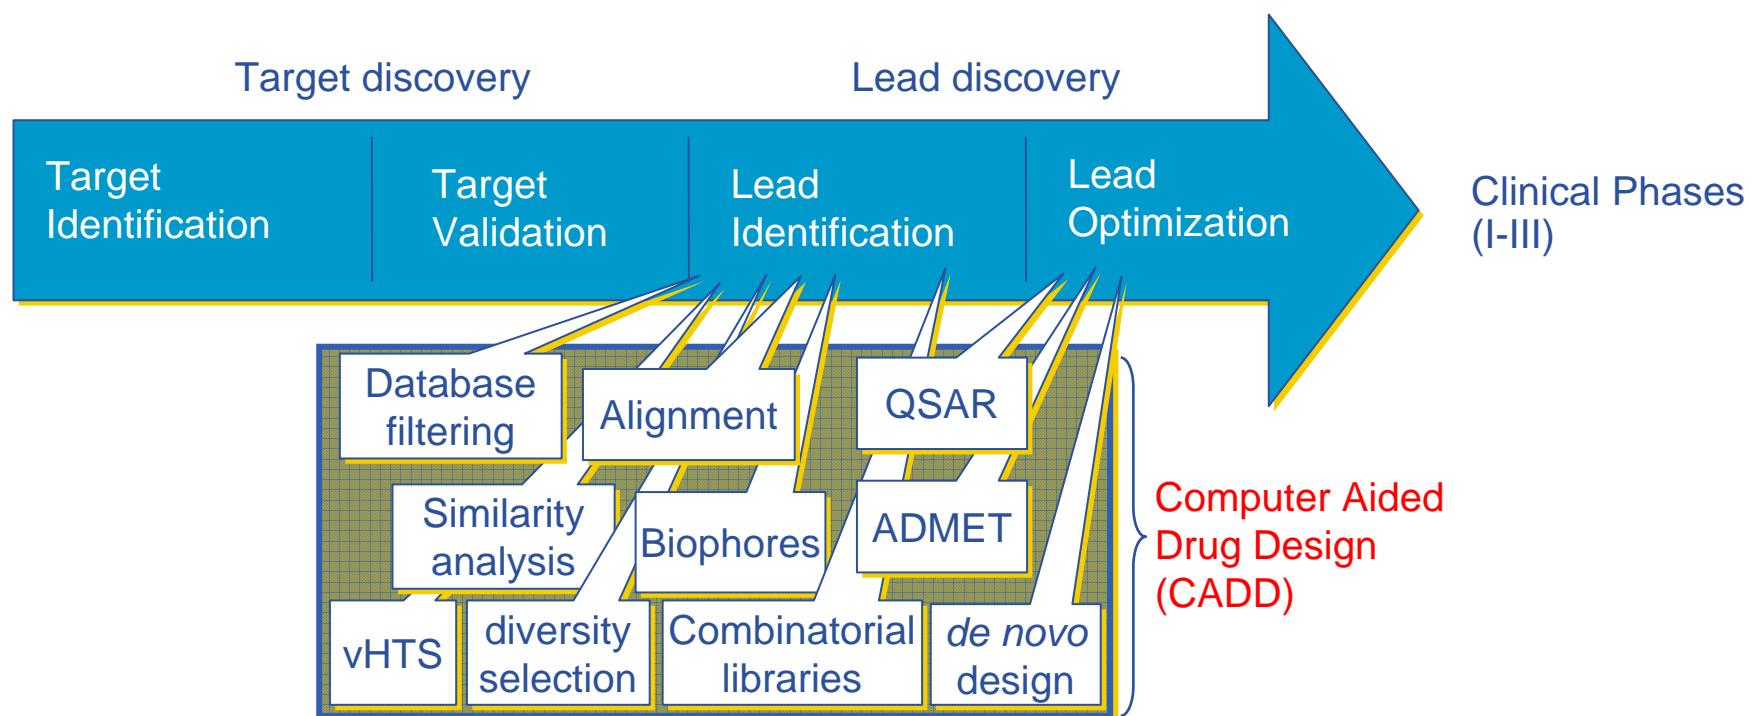 Target discovery
Lead discovery
Target
Identification
Target
Validation
Lead
Identification
Lead
Optimization
Clinical Phases
(I-III)
Database
filtering
Alignment
QSAR
Similarity
analysis
Biophores
ADMET
vHTS
diversity
selection
Combinatorial
libraries
de novo
design
Computer Aided
Drug Design
(CADD)